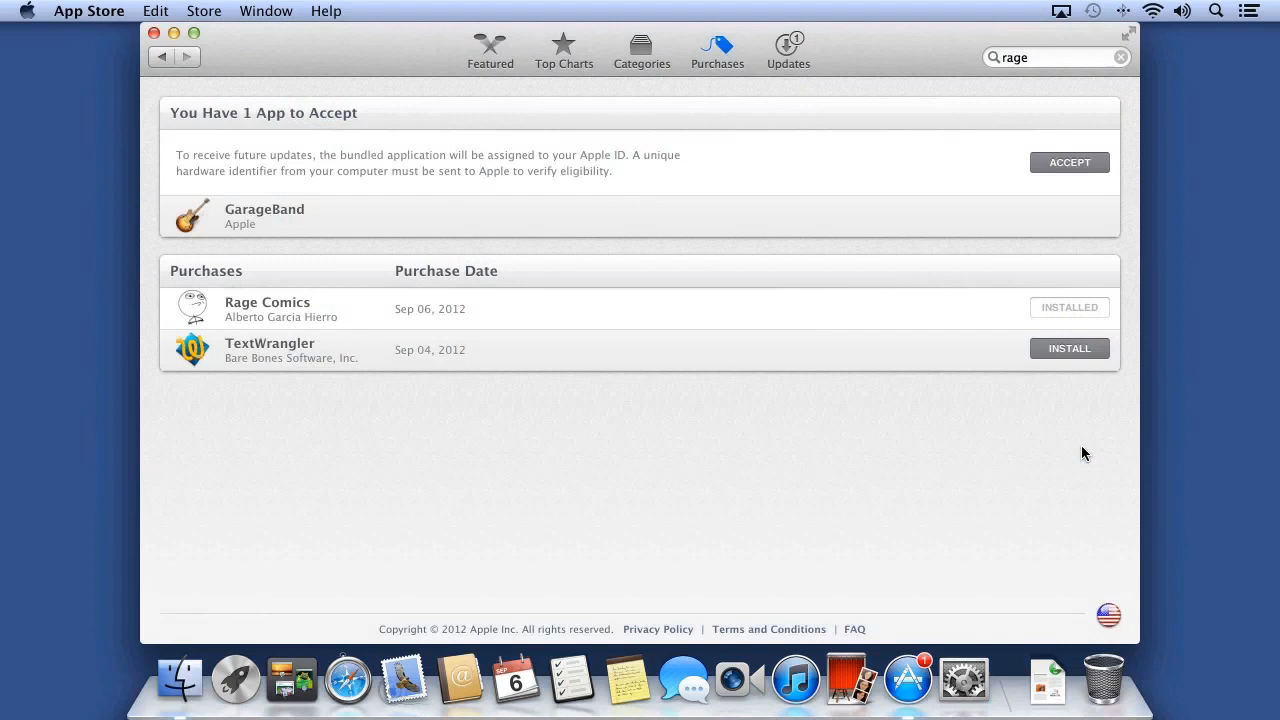 App Store Edit Store Window Help
Featured Top Charts Categories Purchases Updates
1
rage
You Have 1 App to Accept
To receive future updates, the bundled application will be assigned to your Apple ID. A unique
hardware identifier from your computer must be sent to Apple to verify eligibility.
ACCEPT
GarageBand
Apple
Purchases Purchase Date
Rage Comics
Alberto Garcia Hierro
Sep 06, 2012
INSTALLED
TextWrangler
Bare Bones Software, Inc.
Sep 04, 2012
INSTALL
Copyright © 2012 Apple Inc. All rights reserved. Privacy Policy | Terms and Conditions | FAQ
SEP
6
1